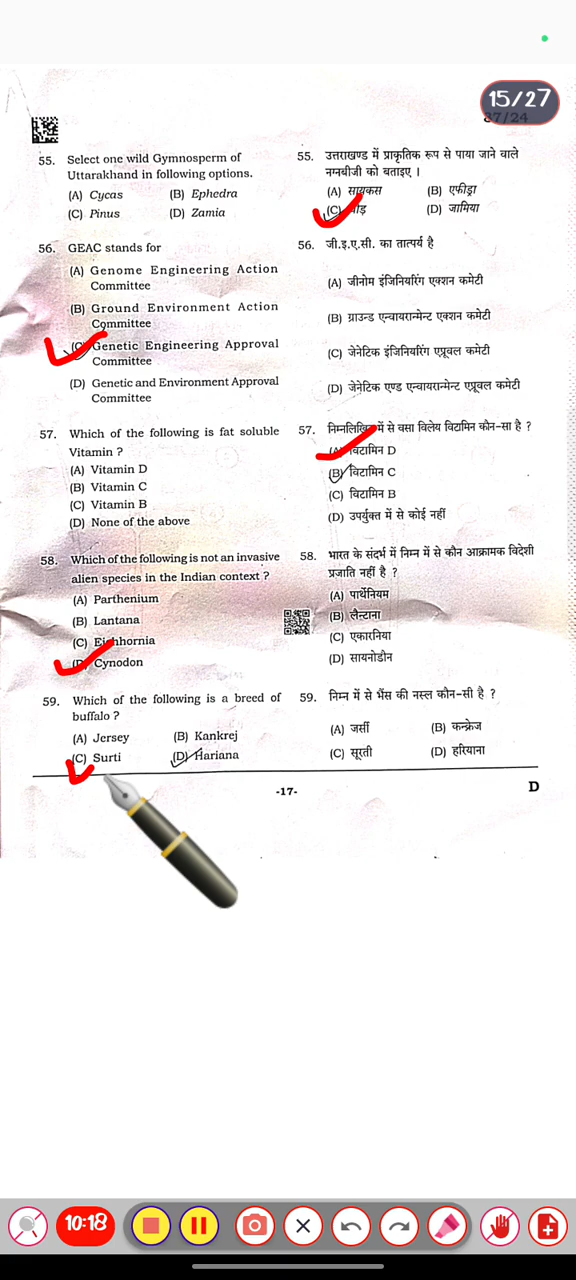 15/27
37/24
55. Select one wild Gymnosperm of
Uttarakhand in following options.
(A) Cycas (B) Ephedra
(C) Pinus (D) Zamia
56. GEAC stands for
(A) Genome Engineering Action
Committee
(B) Ground Environment Action
Committee
(C) Genetic Engineering Approval
Committee
(D) Genetic and Environment Approval
Committee
57. Which of the following is fat soluble
Vitamin ?
(A) Vitamin D
(B) Vitamin C
(C) Vitamin B
(D) None of the above
58. Which of the following is not an invasive
alien species in the Indian context ?
(A) Parthenium
(B) Lantana
(C) Eichhornia
(D) Cynodon
59. Which of the following is a breed of
buffalo ?
(A) Jersey (B) Kankrej
(C) Surti (D) Hariana
55. उत्तराखण्ड में प्राकृतिक रूप से पाया जाने वाले
नग्नबीजी को बताइए ।
(A) सायकस (B) एफीड्रा
(C) चीड़ (D) जामिया
56. जी.इ.ए.सी. का तात्पर्य है
(A) जीनोम इंजिनियरिंग एक्शन कमेटी
(B) ग्राउन्ड एन्वायरान्मेन्ट एक्शन कमेटी
(C) जेनेटिक इंजिनियरिंग एप्रूवल कमेटी
(D) जेनेटिक एण्ड एन्वायरान्मेन्ट एप्रूवल कमेटी
57. निम्नलिखित में से वसा विलेय विटामिन कौन-सा है ?
(A) विटामिन D
(B) विटामिन C
(C) विटामिन B
(D) उपर्युक्त में से कोई नहीं
58. भारत के संदर्भ में निम्न में से कौन आक्रामक विदेशी
प्रजाति नहीं है ?
(A) पार्थेनियम
(B) लैन्टाना
(C) एकारनिया
(D) सायनोडीन
59. निम्न में से भैंस की नस्ल कौन-सी है ?
(A) जर्सी (B) कन्क्रेज
(C) सूरती (D) हरियाना
-17-
D
10:18